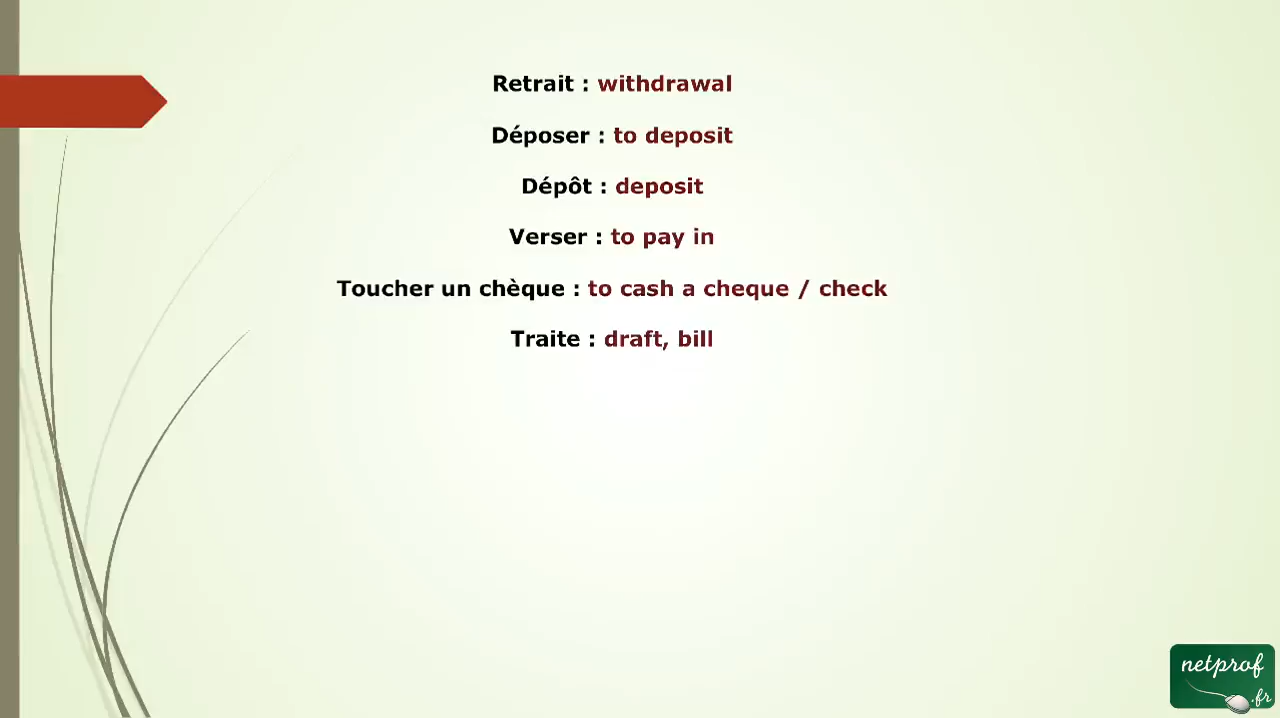 Retrait : withdrawal
Déposer : to deposit
Dépôt : deposit
Verser : to pay in
Toucher un chèque : to cash a cheque / check
Traite : draft, bill
netprof
.fr